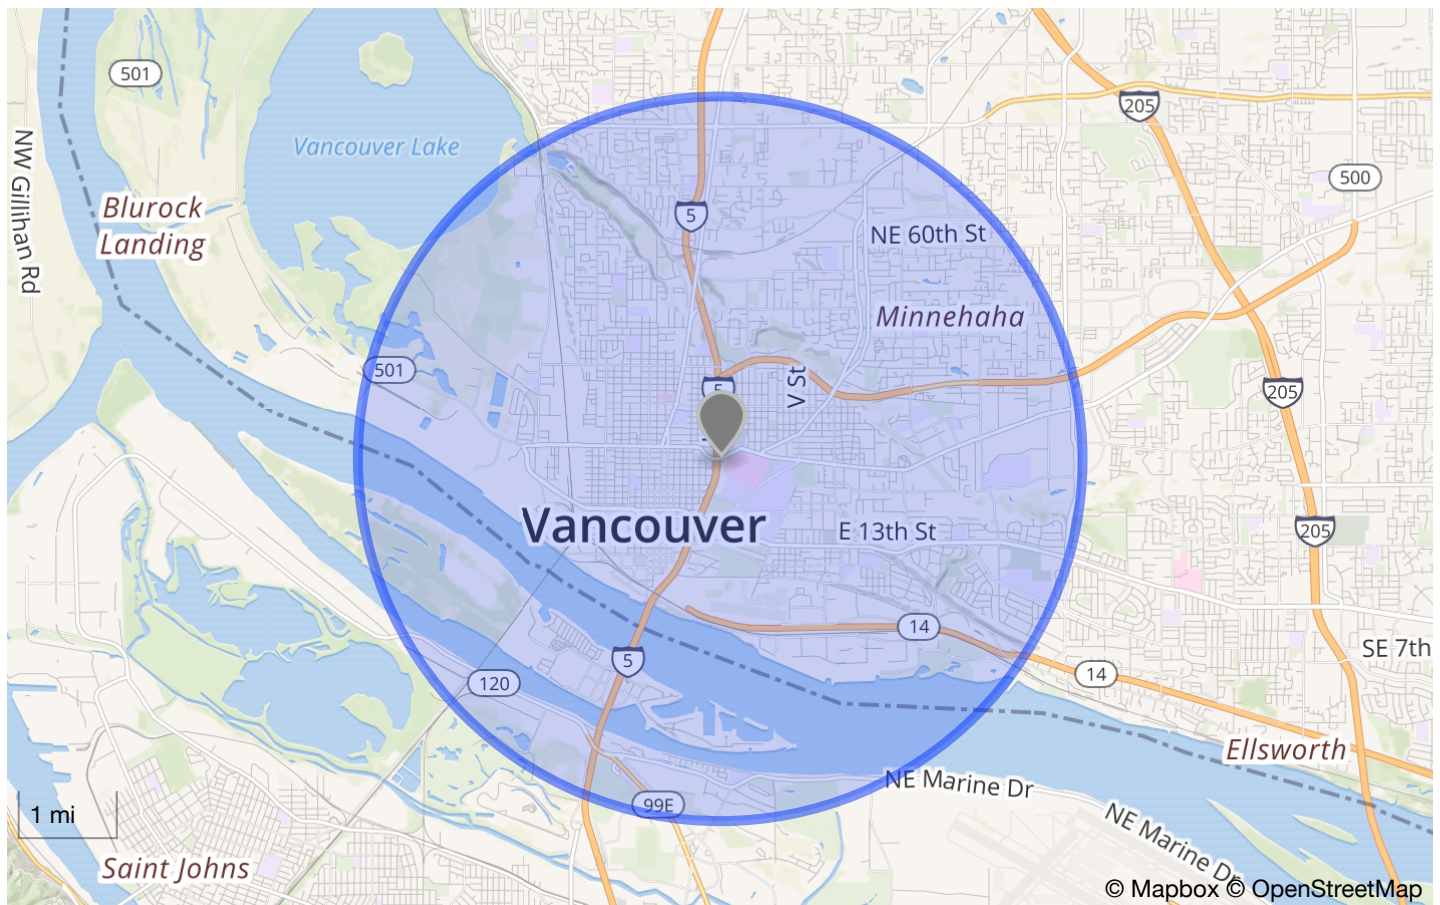 501
205
Vancouver Lake
500
NW Gillihan Rd
Blurock
Landing
5
NE 60th St
Minnehaha
501
5
V St
205
Vancouver
E 13th St
205
14
SE 7th
5
14
120
Ellsworth
NE Marine Dr
99E
1 mi
NE Marine Dr
Saint Johns
© Mapbox © OpenStreetMap